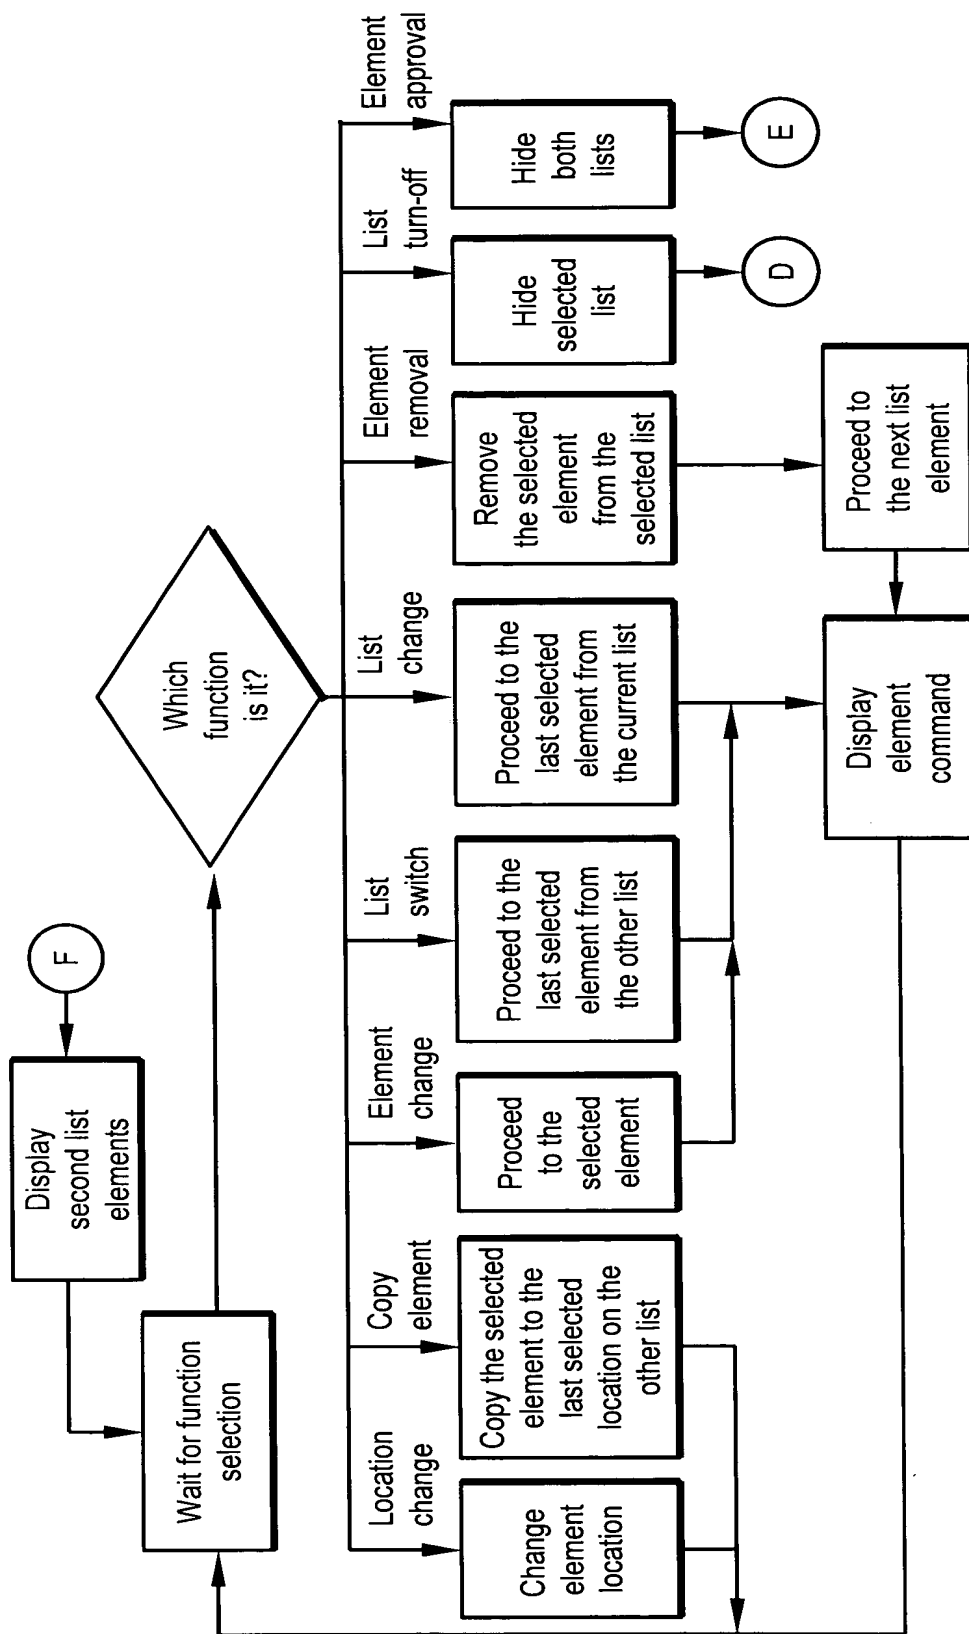 F
Display
second list
elements
Wait for function
selection
Which
function
is it?
Location
change
Copy
element
Element
change
List
switch
List
change
Element
removal
List
turn-off
Element
approval
Change
element
location
Copy the selected
element to the
last selected
location on the
other list
Proceed
to the
selected
element
Proceed to the
last selected
element from
the other list
Proceed to the
last selected
element from
the current list
Remove
the selected
element
from the
selected list
Hide
selected
list
Hide
both
lists
D
E
Display
element
command
Proceed to
the next list
element